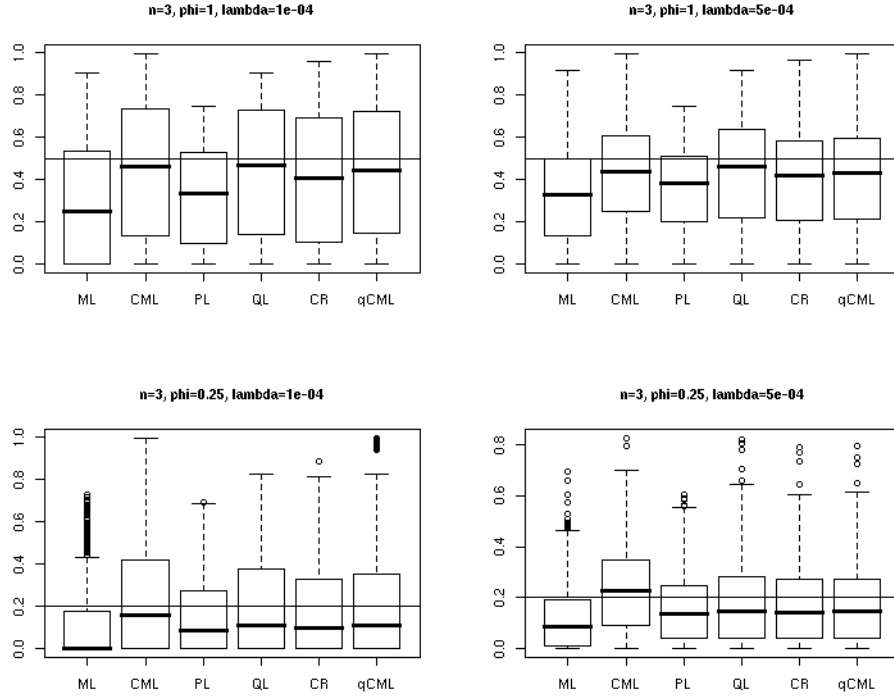 n=3, phi=1, lambda=1e-04
0.0 0.2 0.4 0.6 0.8 1.0
ML CML PL QL CR qCML
n=3, phi=1, lambda=5e-04
0.0 0.2 0.4 0.6 0.8 1.0
ML CML PL QL CR qCML
n=3, phi=0.25, lambda=1e-04
0.0 0.2 0.4 0.6 0.8 1.0
ML CML PL QL CR qCML
n=3, phi=0.25, lambda=5e-04
0.0 0.2 0.4 0.6 0.8
ML CML PL QL CR qCML